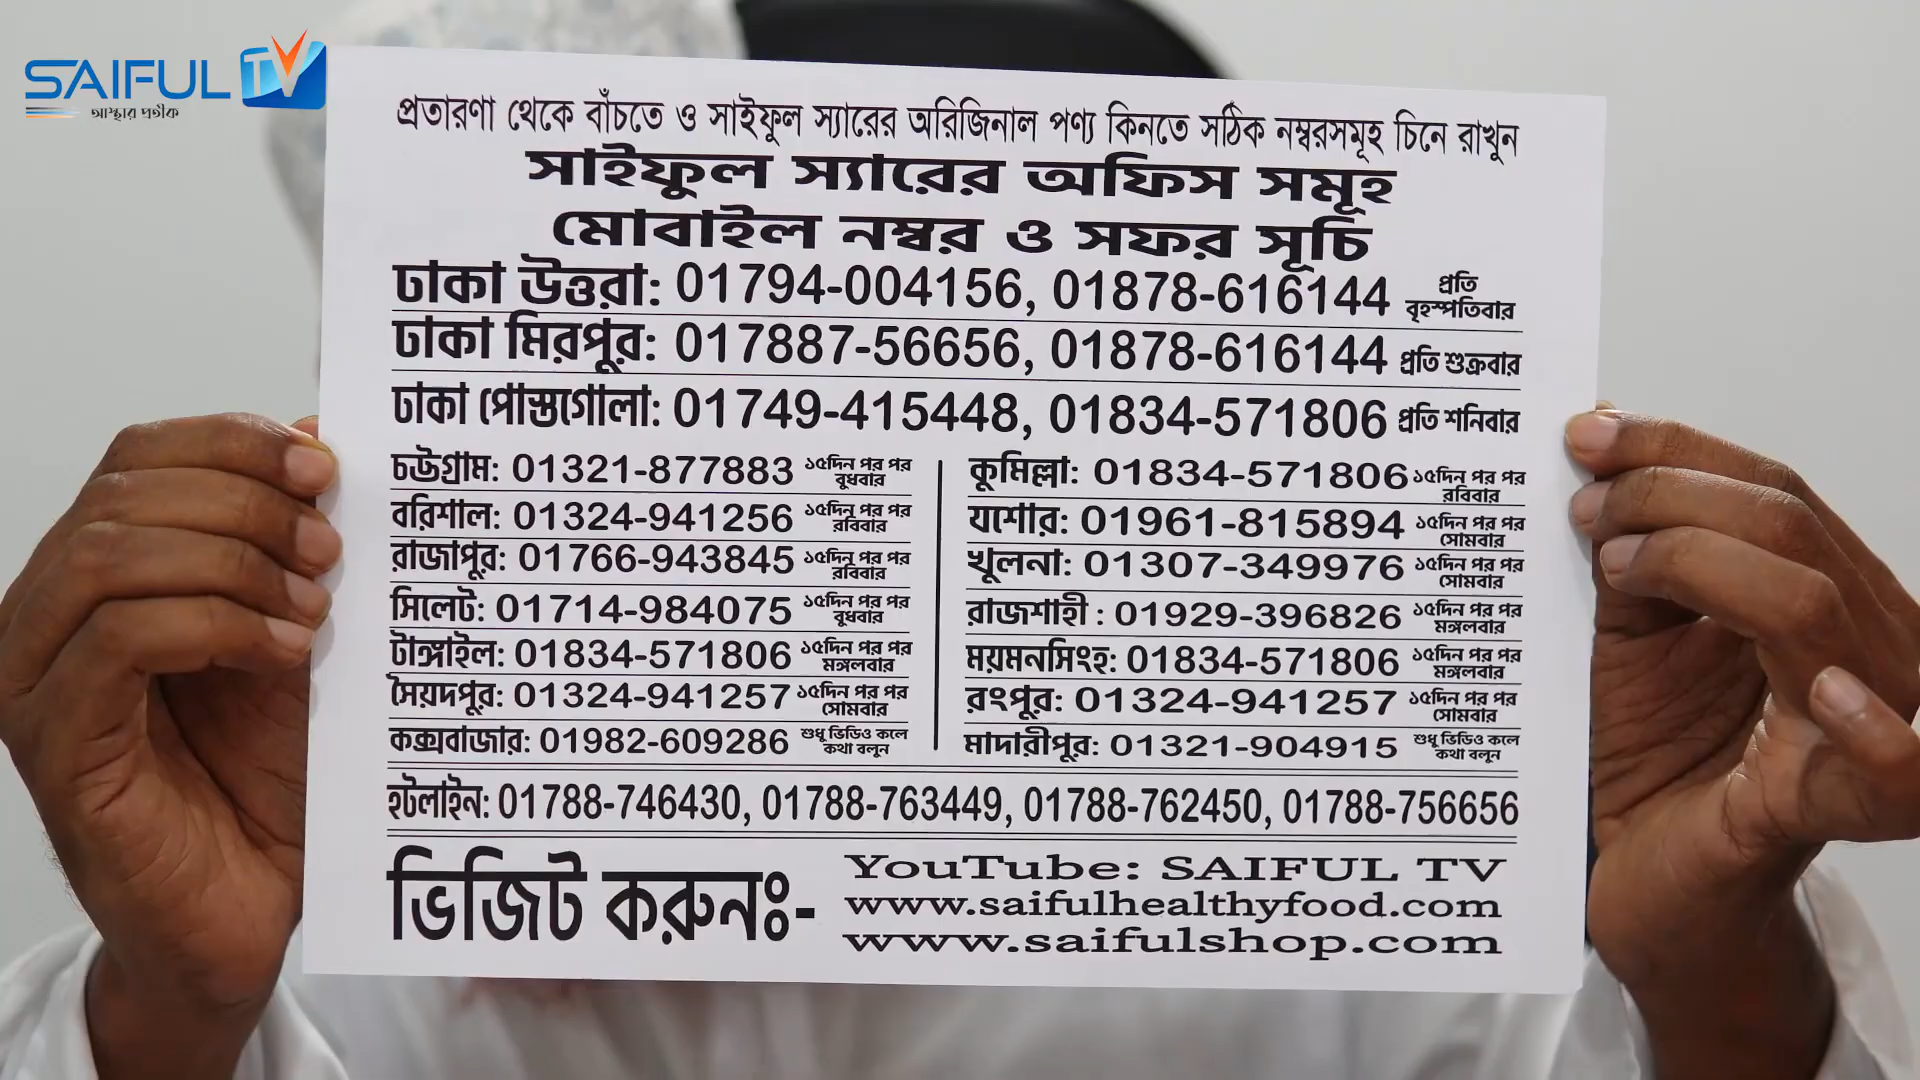 SAIFUL TV
আস্থার প্রতীক
প্রতারণা থেকে বাঁচতে ও সাইফুল স্যারের অরিজিনাল পণ্য কিনতে সঠিক নম্বরসমূহ চিনে রাখুন
সাইফুল স্যারের অফিস সমূহ
মোবাইল নম্বর ও সফর সূচি
ঢাকা উত্তরা: 01794-004156, 01878-616144 প্রতি বৃহস্পতিবার
ঢাকা মিরপুর: 017887-56656, 01878-616144 প্রতি শুক্রবার
ঢাকা পোস্তগোলা: 01749-415448, 01834-571806 প্রতি শনিবার
চট্টগ্রাম: 01321-877883 ১৫দিন পর পর বুধবার
বরিশাল: 01324-941256 ১৫দিন পর পর রবিবার
রাজাপুর: 01766-943845 ১৫দিন পর পর রবিবার
সিলেট: 01714-984075 ১৫দিন পর পর বুধবার
টাঙ্গাইল: 01834-571806 ১৫দিন পর পর মঙ্গলবার
সৈয়দপুর: 01324-941257 ১৫দিন পর পর সোমবার
কক্সবাজার: 01982-609286 শুধু ভিডিও কলে কথা বলুন
কুমিল্লা: 01834-571806 ১৫দিন পর পর রবিবার
যশোর: 01961-815894 ১৫দিন পর পর সোমবার
খুলনা: 01307-349976 ১৫দিন পর পর সোমবার
রাজশাহী : 01929-396826 ১৫দিন পর পর মঙ্গলবার
ময়মনসিংহ: 01834-571806 ১৫দিন পর পর মঙ্গলবার
রংপুর: 01324-941257 ১৫দিন পর পর সোমবার
মাদারীপুর: 01321-904915 শুধু ভিডিও কলে কথা বলুন
হটলাইন: 01788-746430, 01788-763449, 01788-762450, 01788-756656
ভিজিট করুনঃ-
YouTube: SAIFUL TV
www.saifulhealthyfood.com
www.saifulshop.com